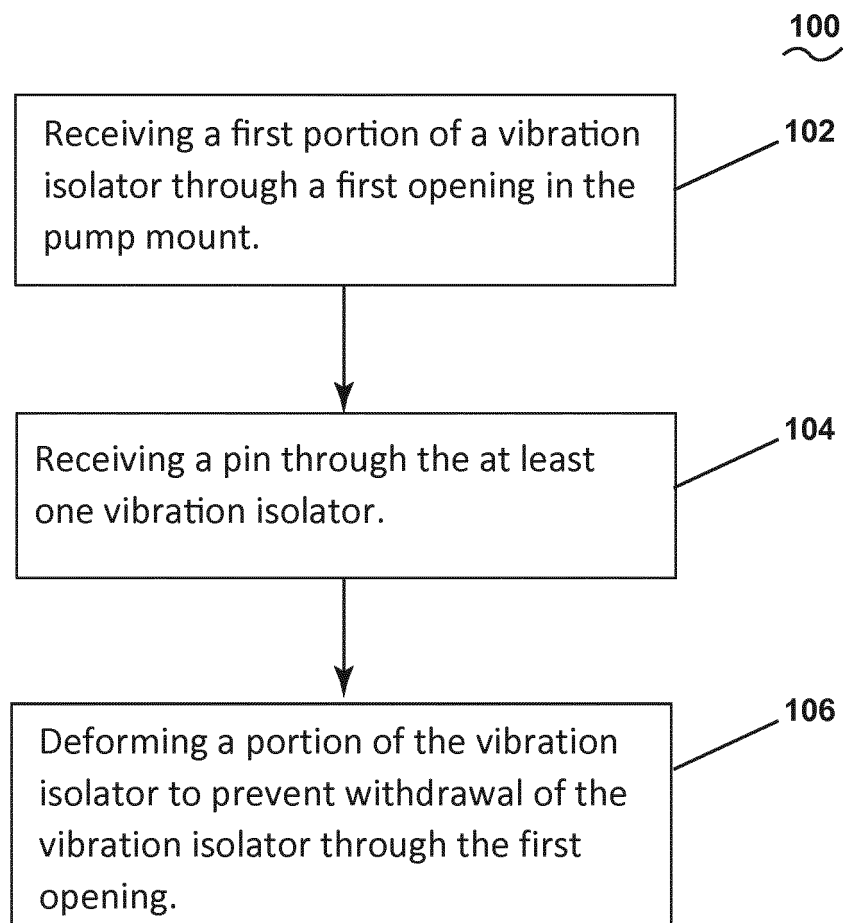 100
Receiving a first portion of a vibration
isolator through a first opening in the
pump mount.
102
Receiving a pin through the at least
one vibration isolator.
104
Deforming a portion of the vibration
isolator to prevent withdrawal of the
vibration isolator through the first
opening.
106